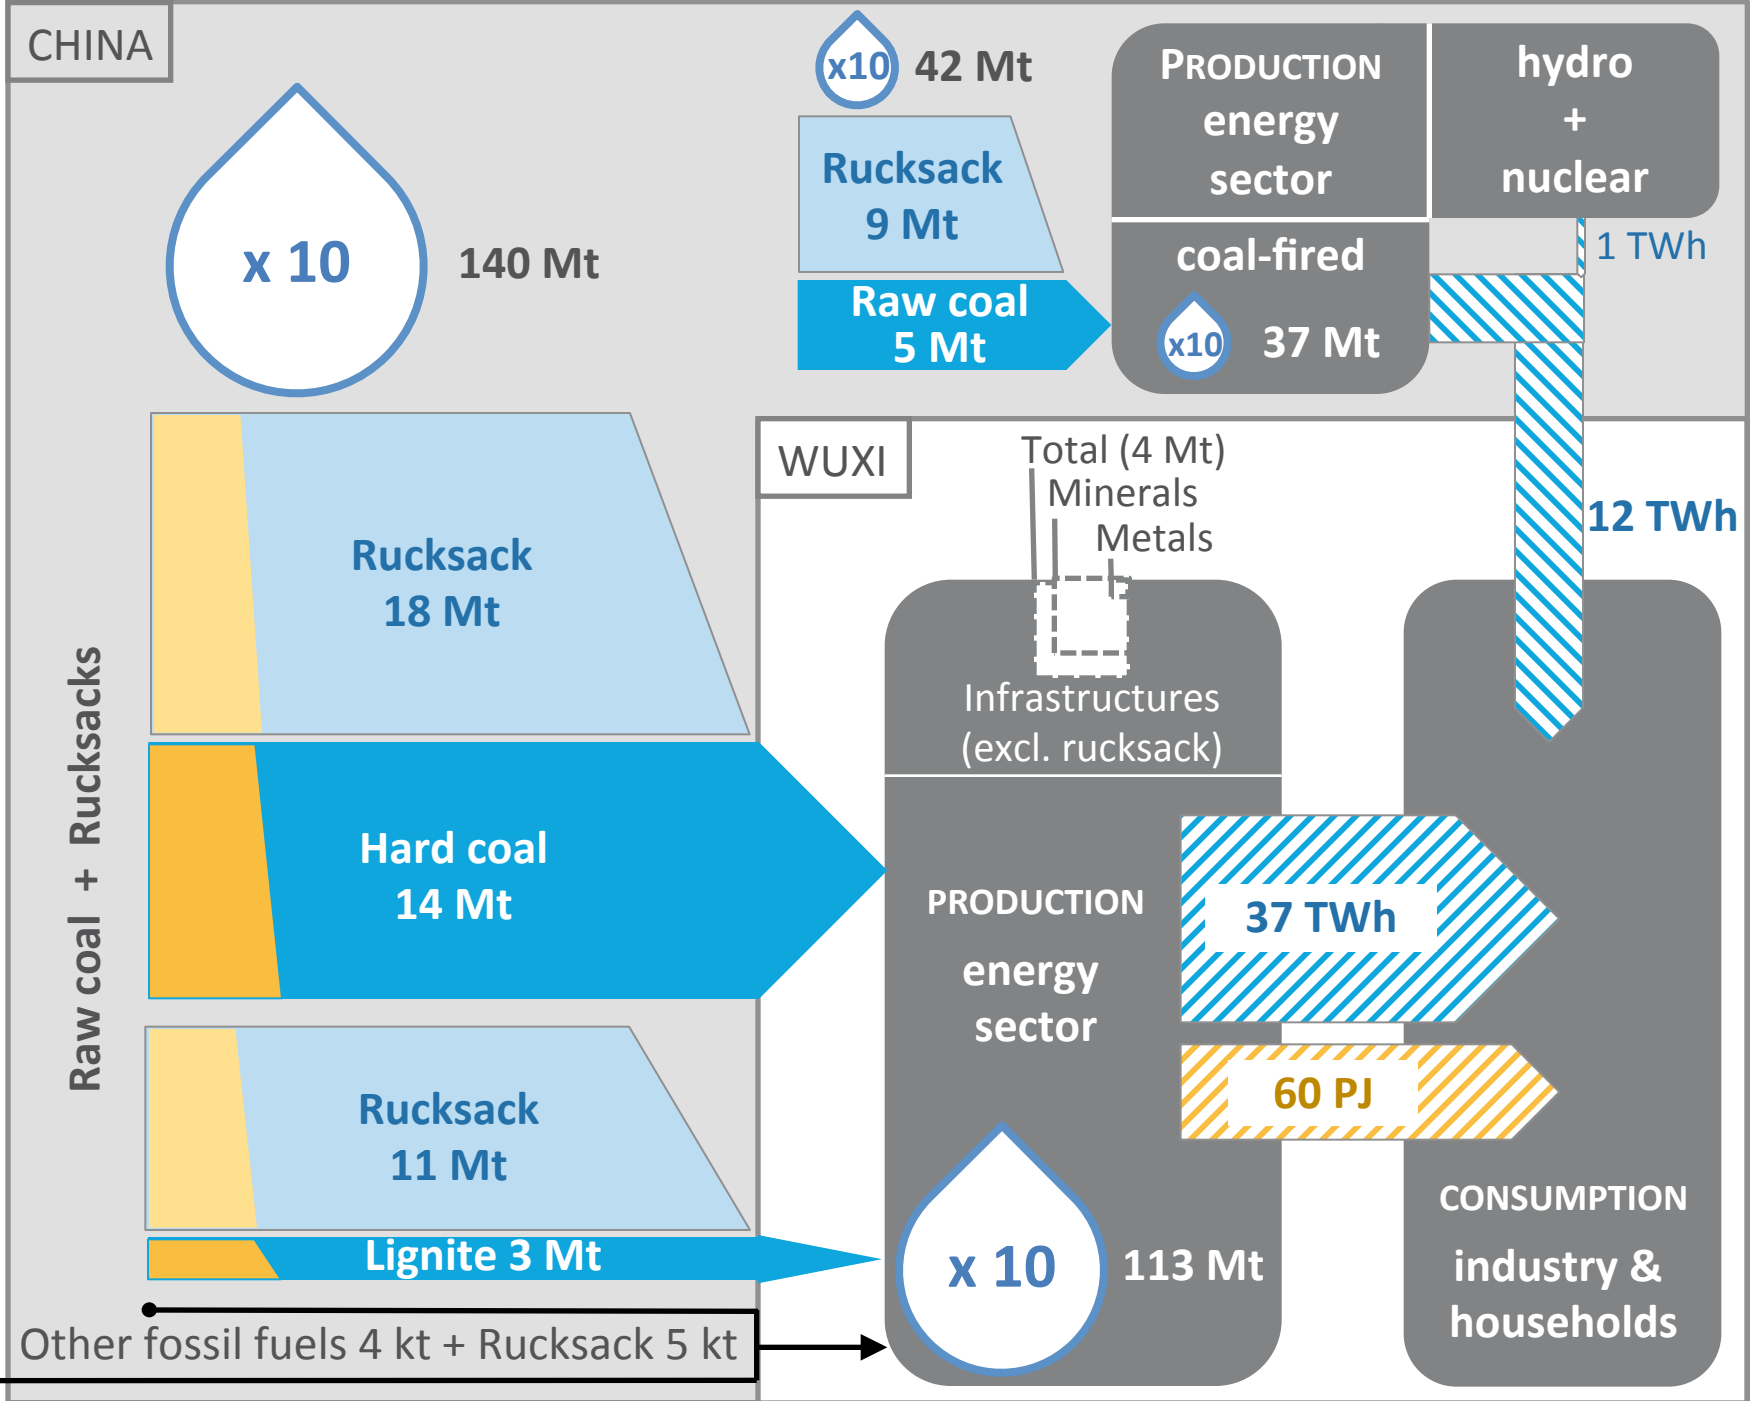 CHINA
x10
42 Mt
PRODUCTION
energy
sector
hydro
+
nuclear
Rucksack
9 Mt
x 10
140 Mt
coal-fired
1 TWh
Raw coal
5 Mt
x10
37 Mt
WUXI
Total (4 Mt)
Minerals
Metals
12 TWh
Rucksack
18 Mt
Raw coal + Rucksacks
Infrastructures
(excl. rucksack)
Hard coal
14 Mt
PRODUCTION
energy
sector
37 TWh
60 PJ
Rucksack
11 Mt
CONSUMPTION
industry &
households
Lignite 3 Mt
x 10
113 Mt
Other fossil fuels 4 kt + Rucksack 5 kt